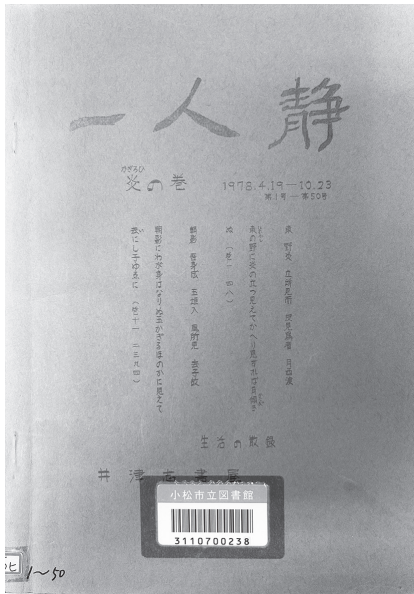 一人静
かぎろひ
炎の巻 1978.4.19—10.23
第1号—第50号
東 野炎 立所見而 反見為者 月西渡
東の野に炎の立つ見えてかへり見すれば月傾き
ぬ (巻一 四八)
朝影 吾身成 玉垣入 風所見 去子故
朝影にわが身はなりぬ玉かぎるほのかに見えて
去にし子ゆゑに (巻十一 二三九四)
生活の
井津
小松市立図書館
3110700238
1〜50